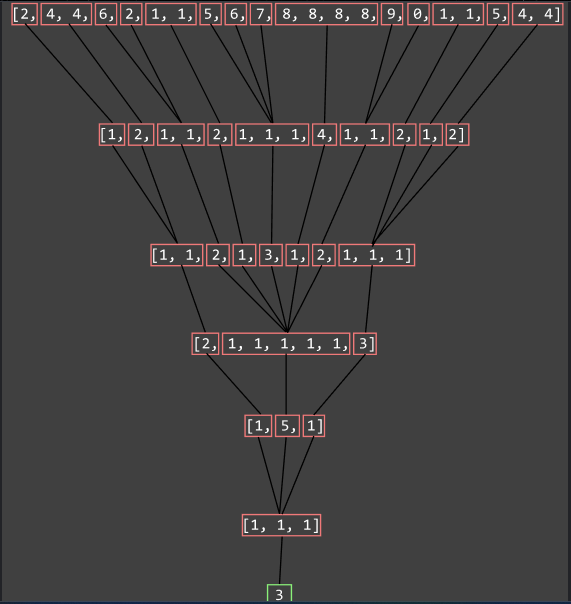 [2, 4, 4, 6, 2, 1, 1, 5, 6, 7, 8, 8, 8, 8, 9, 0, 1, 1, 5, 4, 4]
[1, 2, 1, 1, 2, 1, 1, 1, 4, 1, 1, 2, 1, 2]
[1, 1, 2, 1, 3, 1, 2, 1, 1, 1]
[2, 1, 1, 1, 1, 1, 3]
[1, 5, 1]
[1, 1, 1]
3